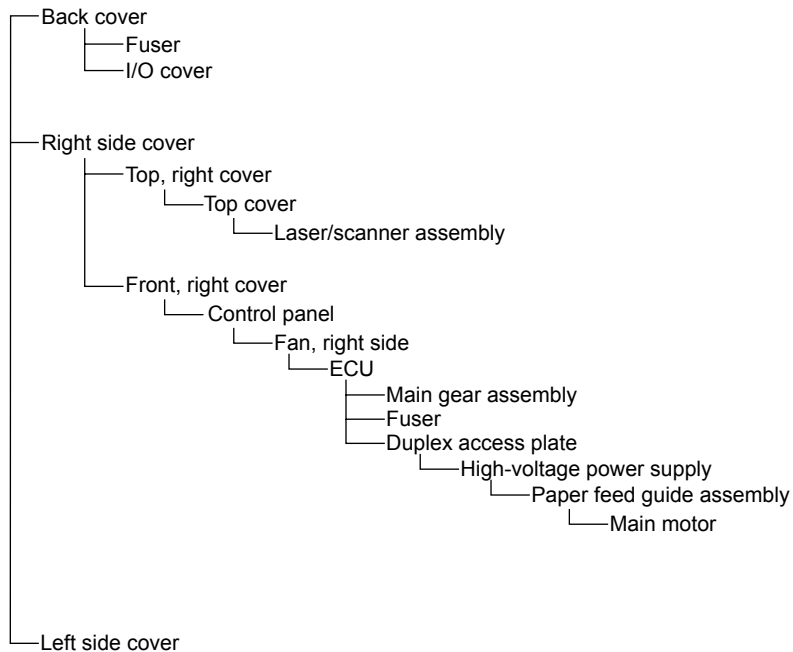 Back cover
Fuser
I/O cover
Right side cover
Top, right cover
Top cover
Laser/scanner assembly
Front, right cover
Control panel
Fan, right side
ECU
Main gear assembly
Fuser
Duplex access plate
High-voltage power supply
Paper feed guide assembly
Main motor
Left side cover